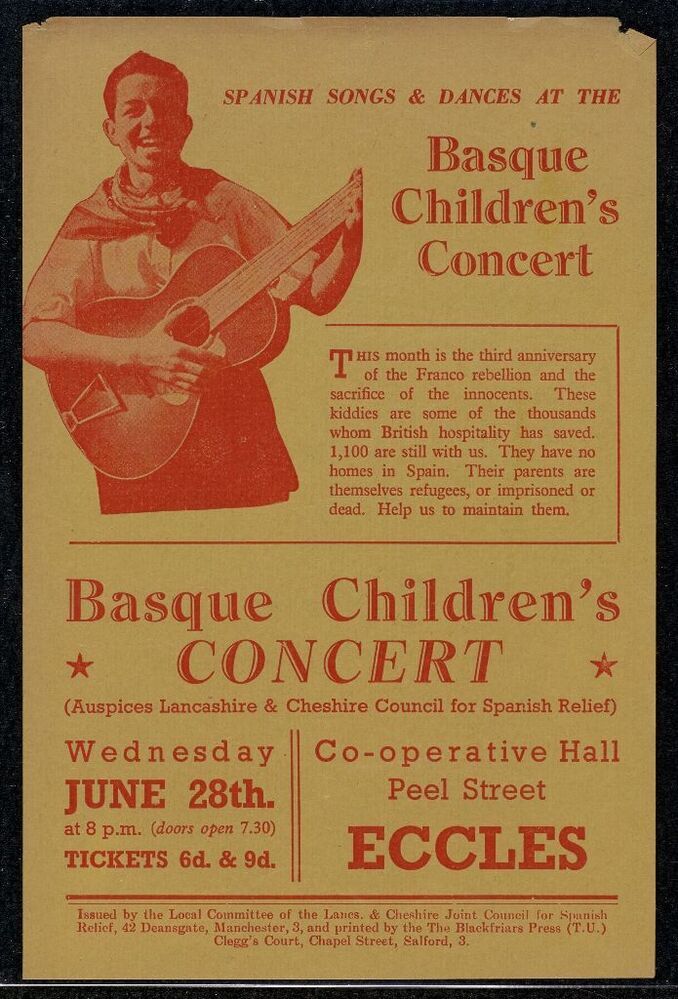 SPANISH SONGS & DANCES AT THE
Basque
Children's
Concert
THIS month is the third anniversary
of the Franco rebellion and the
sacrifice of the innocents. These
kiddies are some of the thousands
whom British hospitality has saved.
1,100 are still with us. They have no
homes in Spain. Their parents are
themselves refugees, or imprisoned or
dead. Help us to maintain them.
Basque Children's
★ CONCERT ★
(Auspices Lancashire & Cheshire Council for Spanish Relief)
Wednesday
JUNE 28th.
at 8 p.m. (doors open 7.30)
TICKETS 6d. & 9d.
Co-operative Hall
Peel Street
ECCLES
Issued by the Local Committee of the Lancs. & Cheshire Joint Council for Spanish
Relief, 42 Deansgate, Manchester, 3, and printed by the The Blackfriars Press (T.U.)
Clegg's Court, Chapel Street, Salford, 3.